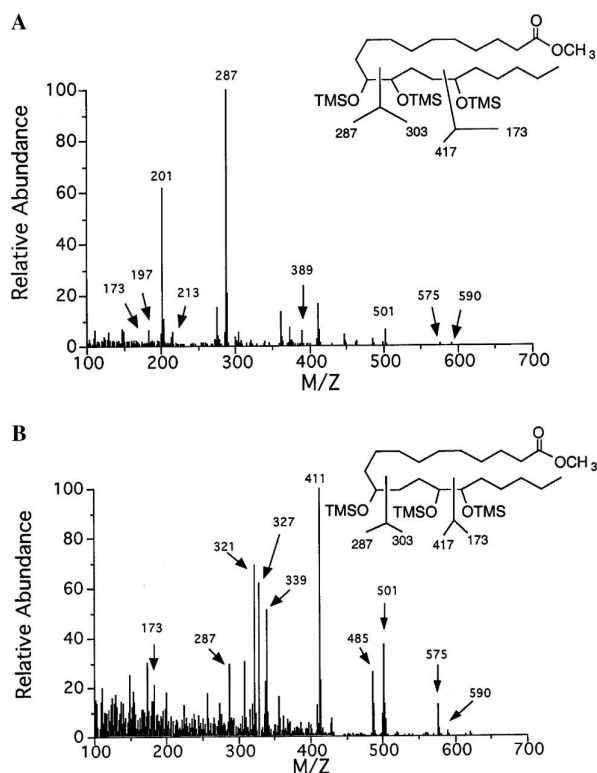 A
O
OCH3
TMSO OTMS OTMS
287 303 173
417
287
100
80
201
60
Relative Abundance
40
389
197
173 213
20
575 590
501
0
100 200 300 400 500 600 700
M/Z
B
O
OCH3
411
100
TMSO TMSO OTMS
287 303 417 173
80
327
321
60
339
501
Relative Abundance
40
173 287 485
575
20
590
0
100 200 300 400 500 600 700
M/Z